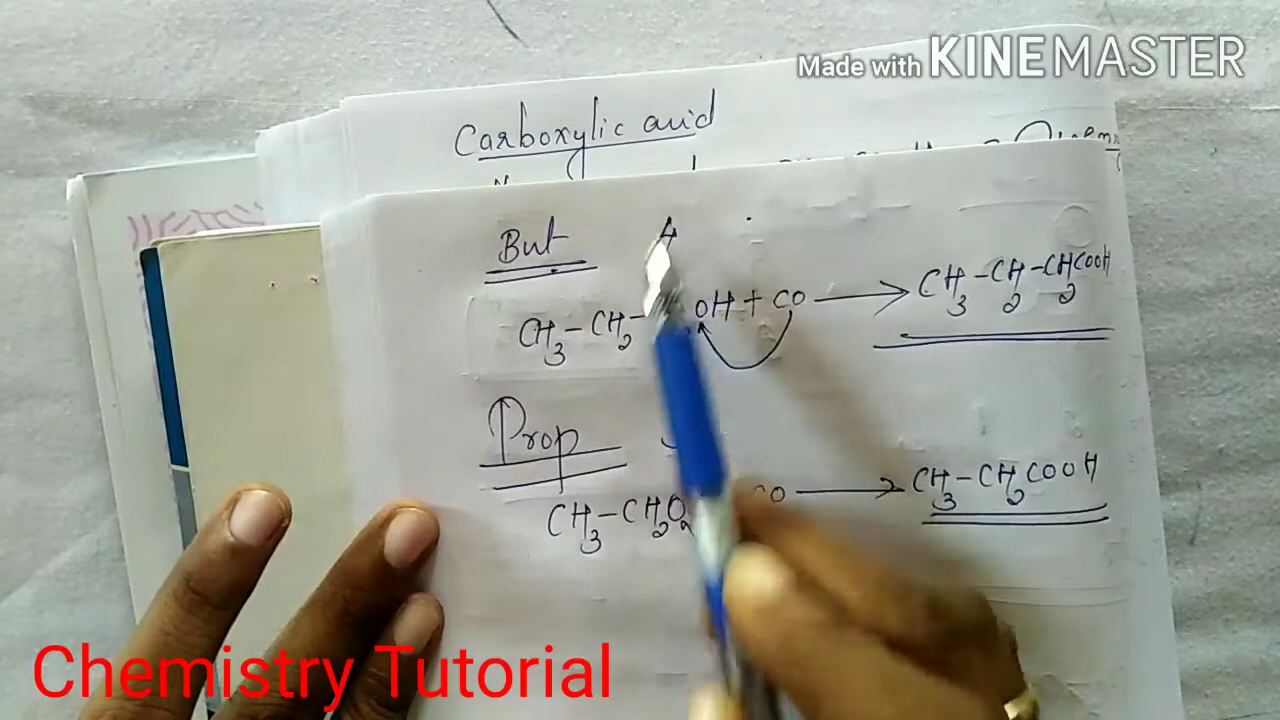 Made with KINEMASTER
Carboxylic acid
But
CH3-CH2- OH + CO → CH3-CH2-CH2COOH
Prop
CH3-CH2O CO → CH3-CH2COOH
Chemistry Tutorial